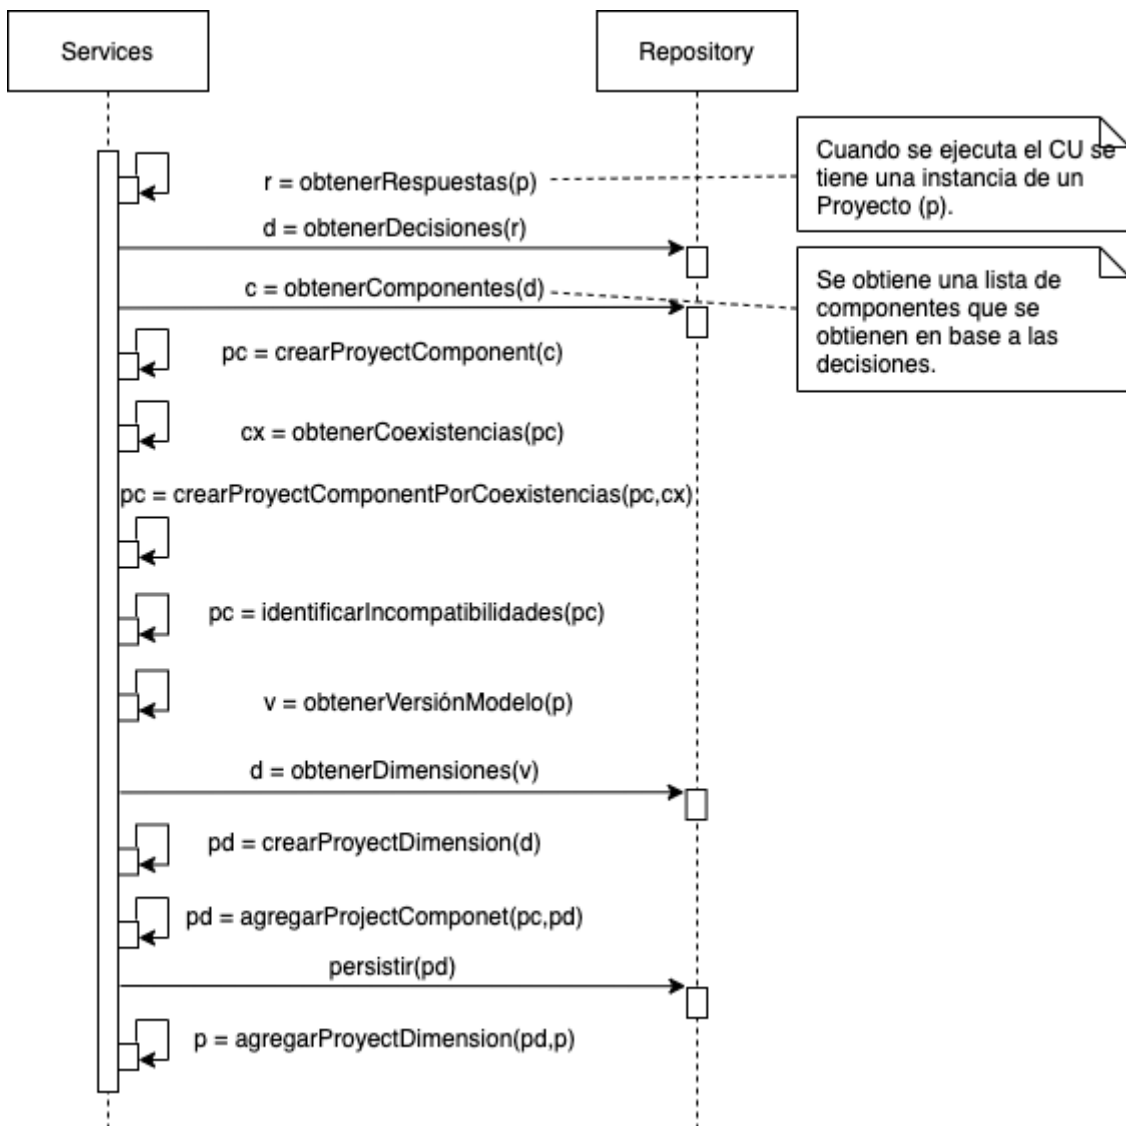 Services
Repository
Cuando se ejecuta el CU se
tiene una instancia de un
Proyecto (p).
r = obtenerRespuestas(p)
d = obtenerDecisiones(r)
Se obtiene una lista de
componentes que se
obtienen en base a las
decisiones.
c = obtenerComponentes(d)
pc = crearProyectComponent(c)
cx = obtenerCoexistencias(pc)
pc = crearProyectComponentPorCoexistencias(pc,cx)
pc = identificarIncompatibilidades(pc)
v = obtenerVersiónModelo(p)
d = obtenerDimensiones(v)
pd = crearProyectDimension(d)
pd = agregarProjectComponet(pc,pd)
persistir(pd)
p = agregarProyectDimension(pd,p)